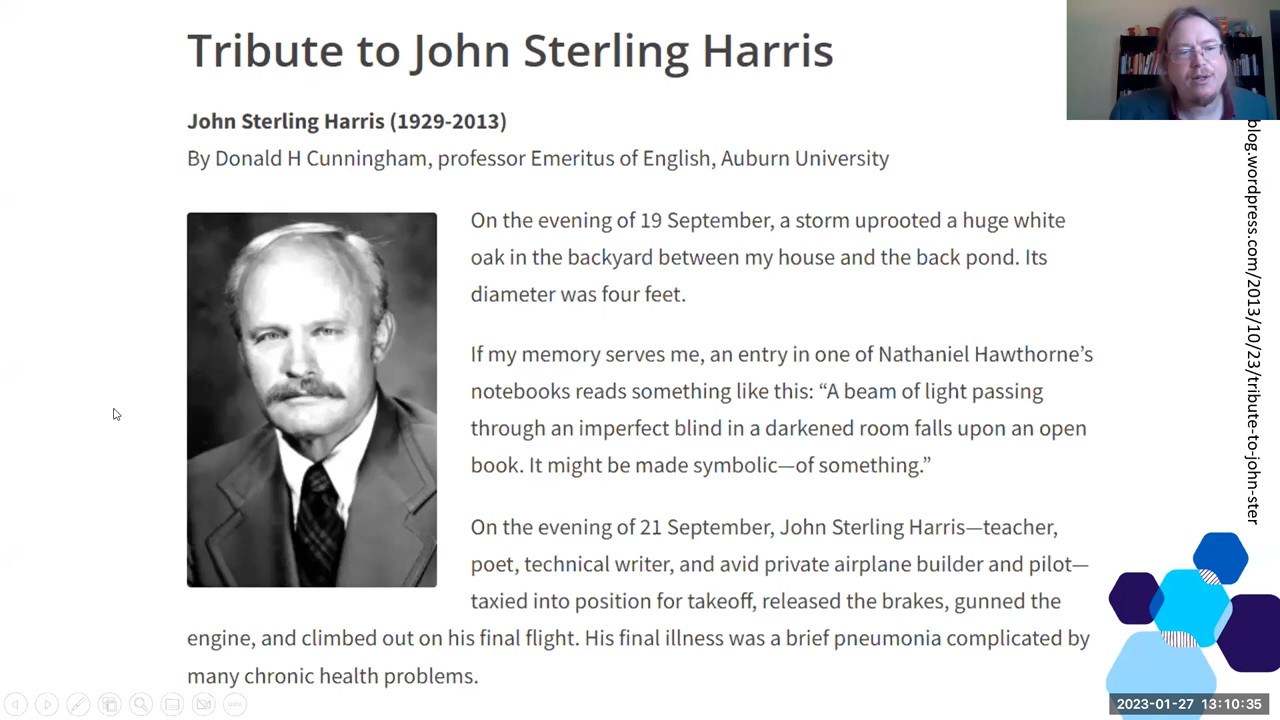 Tribute to John Sterling Harris
John Sterling Harris (1929-2013)
By Donald H Cunningham, professor Emeritus of English, Auburn University
On the evening of 19 September, a storm uprooted a huge white
oak in the backyard between my house and the back pond. Its
diameter was four feet.
If my memory serves me, an entry in one of Nathaniel Hawthorne’s
notebooks reads something like this: “A beam of light passing
through an imperfect blind in a darkened room falls upon an open
book. It might be made symbolic—of something.”
On the evening of 21 September, John Sterling Harris—teacher,
poet, technical writer, and avid private airplane builder and pilot—
taxied into position for takeoff, released the brakes, gunned the
engine, and climbed out on his final flight. His final illness was a brief pneumonia complicated by
many chronic health problems.
blog.wordpress.com/2013/10/23/tribute-to-john-ster
2023-01-27 13:10:35